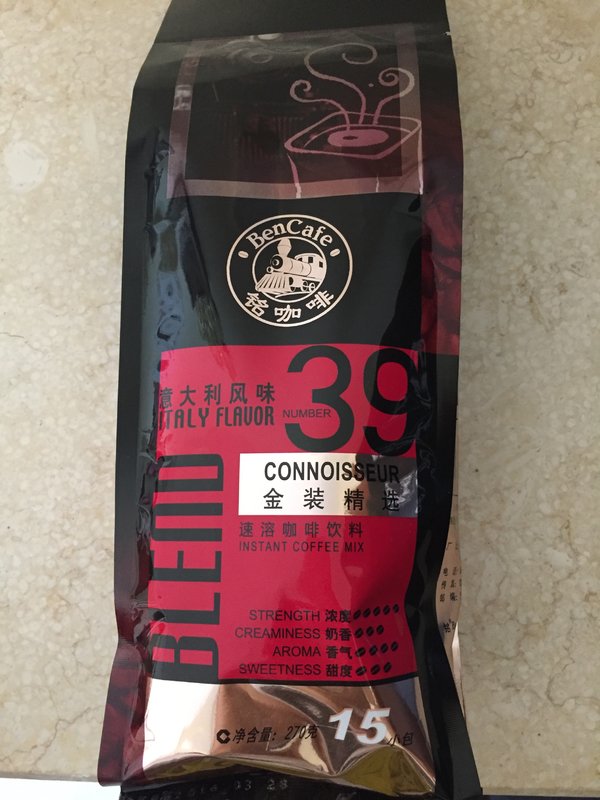 BenCafe
铭咖啡
意大利风味
ITALY FLAVOR
NUMBER
39
BLEND
CONNOISSEUR
金装精选
速溶咖啡饮料
INSTANT COFFEE MIX
STRENGTH 浓度
CREAMINESS 奶香
AROMA 香气
SWEETNESS 甜度
净含量: 270克
15小包